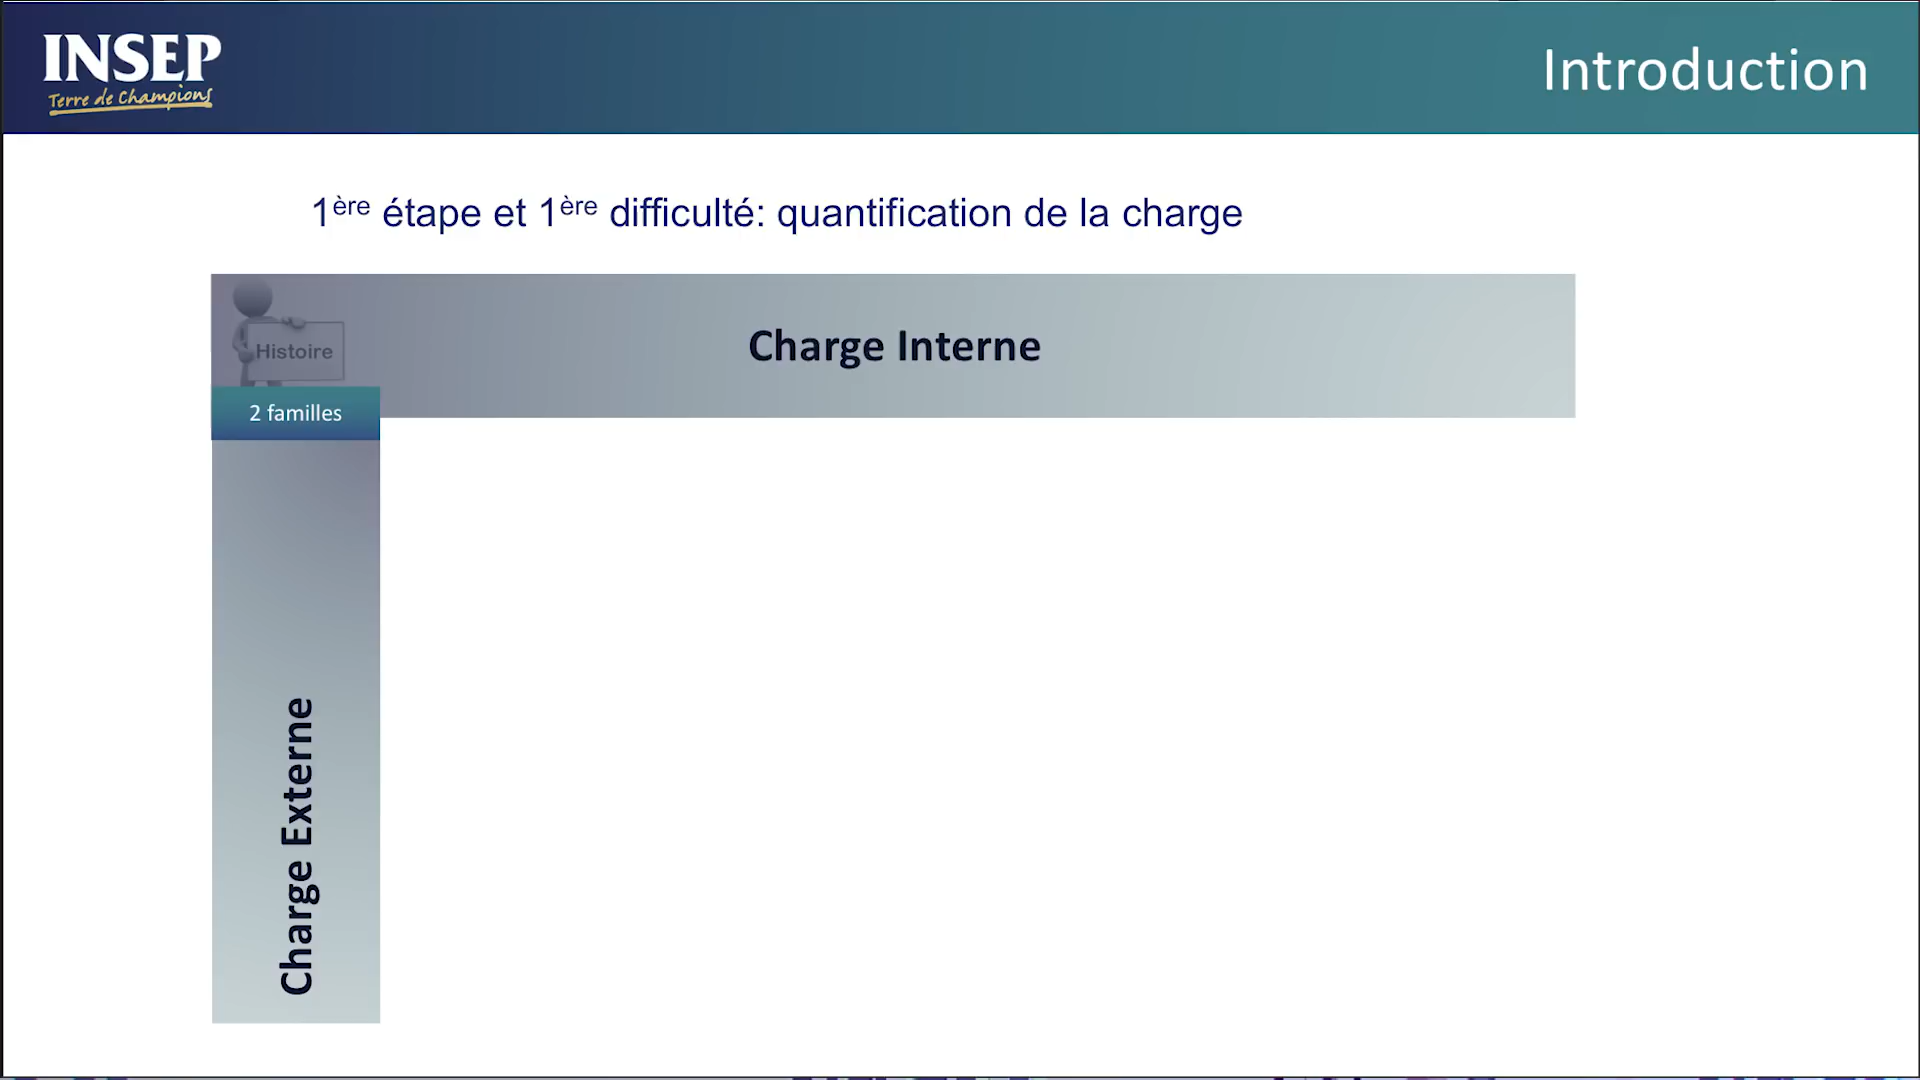 INSEP
Terre de Champions
Introduction
1ère étape et 1ère difficulté: quantification de la charge
Histoire
Charge Interne
2 familles
Charge Externe